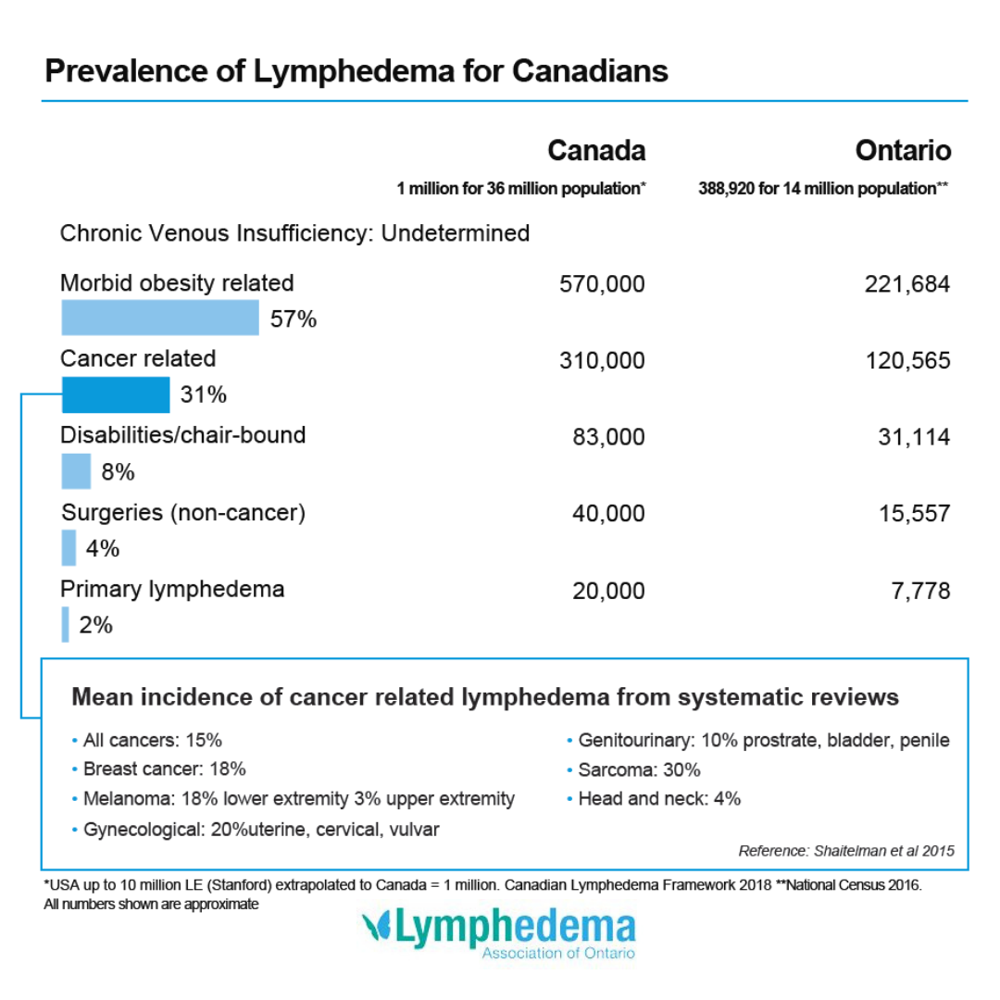 Prevalence of Lymphedema for Canadians
Canada Ontario
1 million for 36 million population* 388,920 for 14 million population**
Chronic Venous Insufficiency: Undetermined
Morbid obesity related 570,000 221,684
57%
Cancer related 310,000 120,565
31%
Disabilities/chair-bound 83,000 31,114
8%
Surgeries (non-cancer) 40,000 15,557
4%
Primary lymphedema 20,000 7,778
2%
Mean incidence of cancer related lymphedema from systematic reviews
• All cancers: 15%
• Breast cancer: 18%
• Melanoma: 18% lower extremity 3% upper extremity
• Gynecological: 20%uterine, cervical, vulvar
• Genitourinary: 10% prostrate, bladder, penile
• Sarcoma: 30%
• Head and neck: 4%
Reference: Shaitelman et al 2015
*USA up to 10 million LE (Stanford) extrapolated to Canada = 1 million. Canadian Lymphedema Framework 2018 **National Census 2016.
All numbers shown are approximate
Lymphedema
Association of Ontario